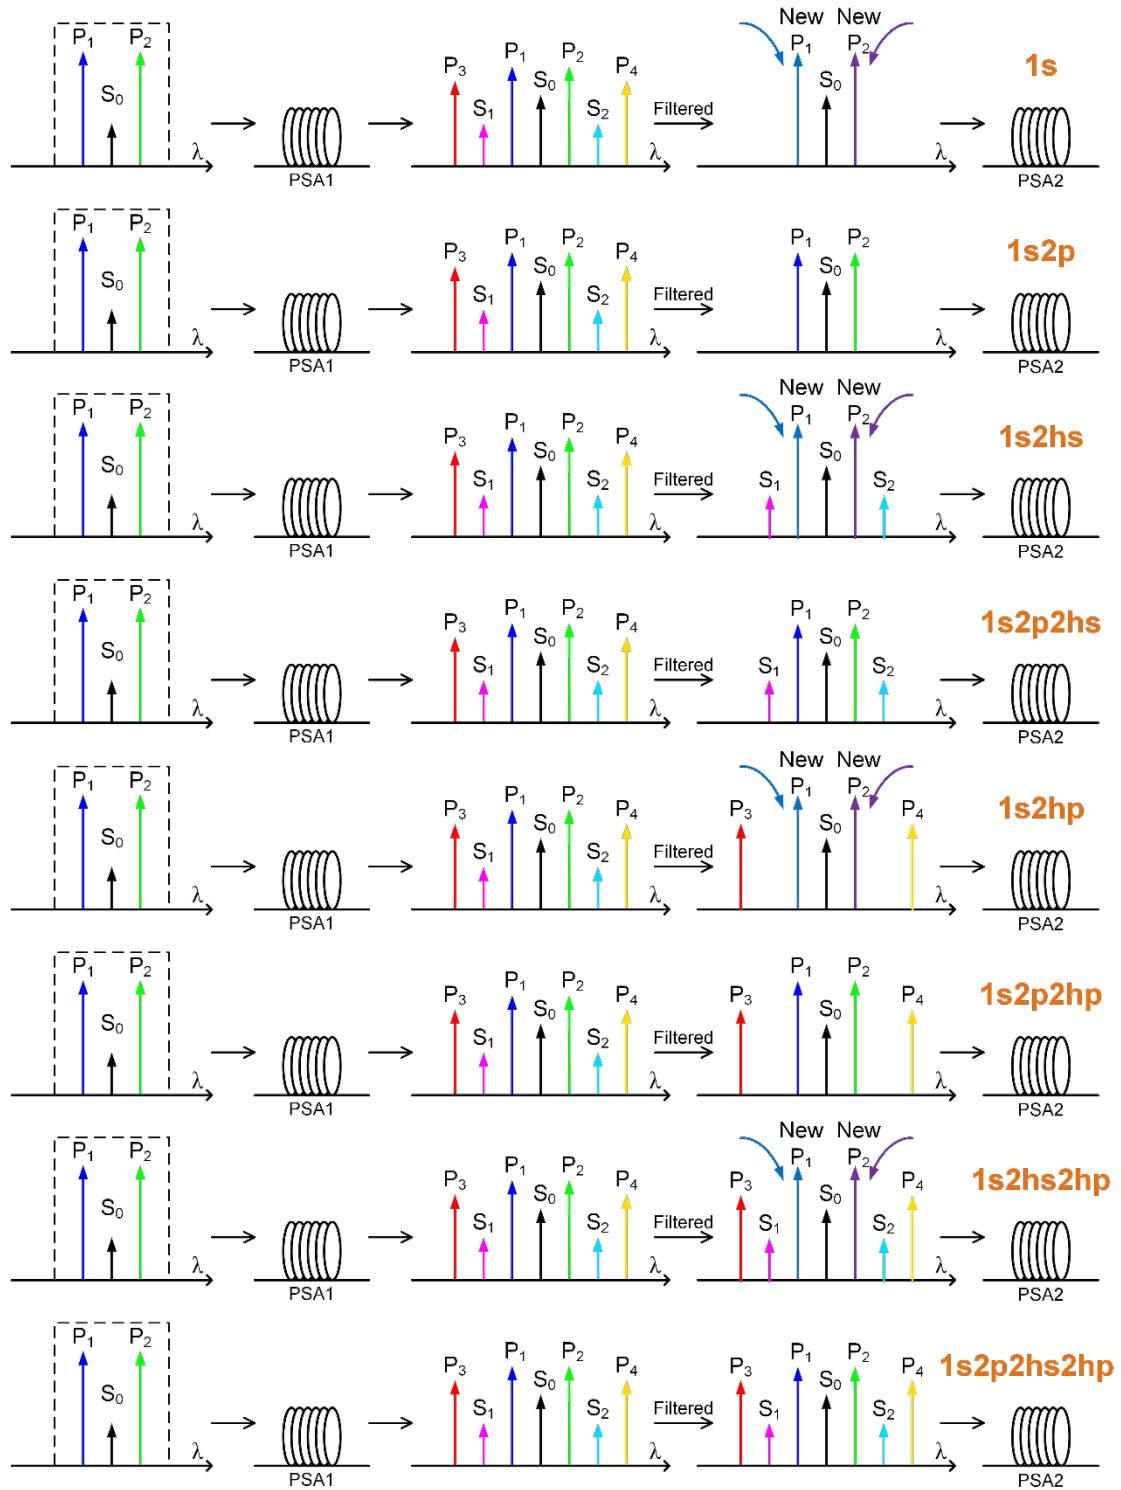 New New
P1 P2 P1 P2 P1 P2 1s
P3 P4
S0 S1 S0 S2 S0
Filtered
λ λ λ
PSA1 PSA2
P1 P2 P1 P2 P1 P2 1s2p
P3 P4
S0 S1 S0 S2 S0
Filtered
λ λ λ
PSA1 PSA2
New New
P1 P2 P1 P2 P1 P2 1s2hs
P3 P4
S0 S1 S0 S2 S1 S0 S2
Filtered
λ λ λ
PSA1 PSA2
P1 P2 P1 P2 P1 P2 1s2p2hs
P3 P4
S0 S1 S0 S2 S1 S0 S2
Filtered
λ λ λ
PSA1 PSA2
New New
P1 P2 P1 P2 P1 P2 1s2hp
P3 P4 P3 P4
S0 S1 S0 S2 S0
Filtered
λ λ λ
PSA1 PSA2
P1 P2 P1 P2 P1 P2 1s2p2hp
P3 P4 P3 P4
S0 S1 S0 S2 S0
Filtered
λ λ λ
PSA1 PSA2
New New
P1 P2 P1 P2 P1 P2 1s2hs2hp
P3 P4 P3 P4
S0 S1 S0 S2 S1 S0 S2
Filtered
λ λ λ
PSA1 PSA2
P1 P2 P1 P2 P1 P2 1s2p2hs2hp
P3 P4 P3 P4
S0 S1 S0 S2 S1 S0 S2
Filtered
λ λ λ
PSA1 PSA2